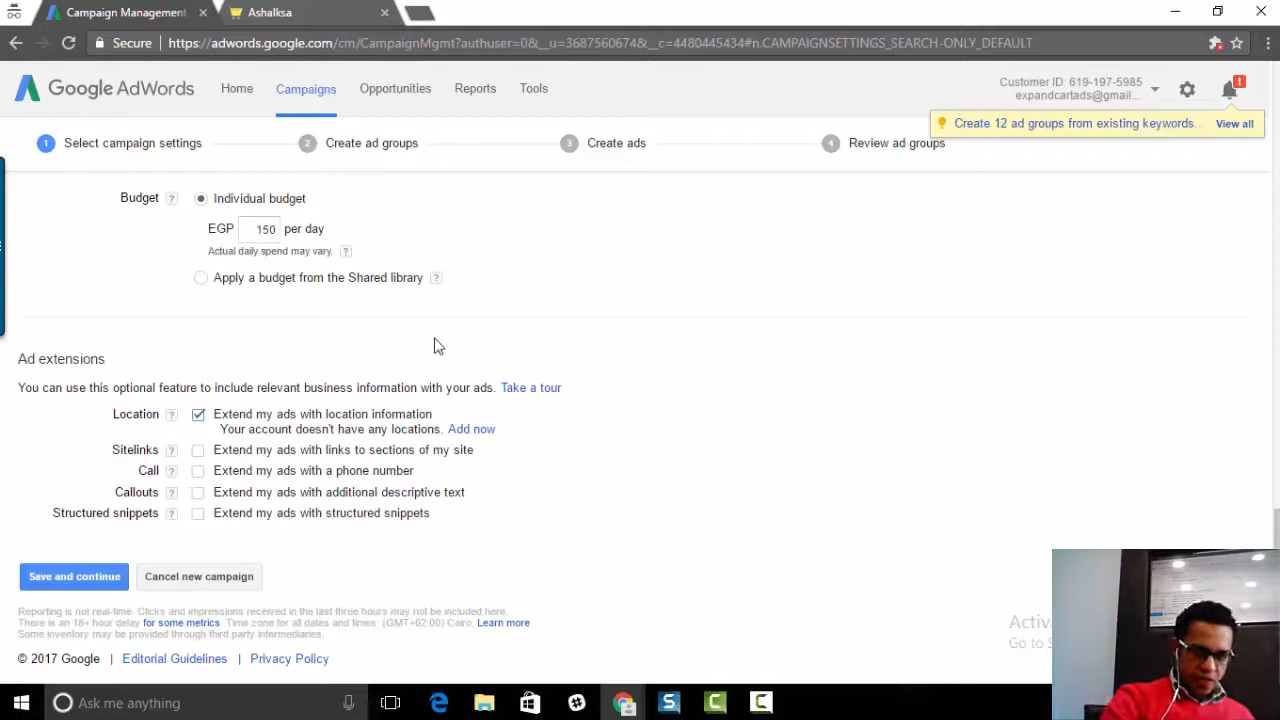 Campaign Management
Ashalksa
Secure
https://adwords.google.com/cm/CampaignMgmt?authuser=0&__u=3687560674&__c=4480445434#n.CAMPAIGNSETTINGS_SEARCH-ONLY_DEFAULT
Google AdWords
Home
Campaigns
Opportunities
Reports
Tools
Customer ID: 619-197-5985
expandcartads@gmail...
Create 12 ad groups from existing keywords...
View all
1 Select campaign settings
2 Create ad groups
3 Create ads
4 Review ad groups
Budget ? Individual budget
EGP 150 per day
Actual daily spend may vary. ?
Apply a budget from the Shared library ?
Ad extensions
You can use this optional feature to include relevant business information with your ads. Take a tour
Location ? Extend my ads with location information
Your account doesn't have any locations. Add now
Sitelinks ? Extend my ads with links to sections of my site
Call ? Extend my ads with a phone number
Callouts ? Extend my ads with additional descriptive text
Structured snippets ? Extend my ads with structured snippets
Save and continue
Cancel new campaign
Reporting is not real-time. Clicks and impressions received in the last three hours may not be included here.
There is an 18+ hour delay for some metrics. Time zone for all dates and times: (GMT+02:00) Cairo. Learn more
Some inventory may be provided through third party intermediaries.
© 2017 Google | Editorial Guidelines | Privacy Policy
Go to
Ask me anything